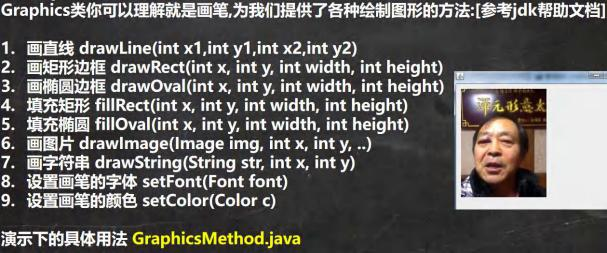 Graphics类你可以理解就是画笔,为我们提供了各种绘制图形的方法:[参考jdk帮助文档]
1. 画直线 drawLine(int x1,int y1,int x2,int y2)
2. 画矩形边框 drawRect(int x, int y, int width, int height)
3. 画椭圆边框 drawOval(int x, int y, int width, int height)
4. 填充矩形 fillRect(int x, int y, int width, int height)
5. 填充椭圆 fillOval(int x, int y, int width, int height)
6. 画图片 drawImage(Image img, int x, int y, ..)
7. 画字符串 drawString(String str, int x, int y)
8. 设置画笔的字体 setFont(Font font)
9. 设置画笔的颜色 setColor(Color c)
演示下的具体用法 GraphicsMethod.java
浑元形意太